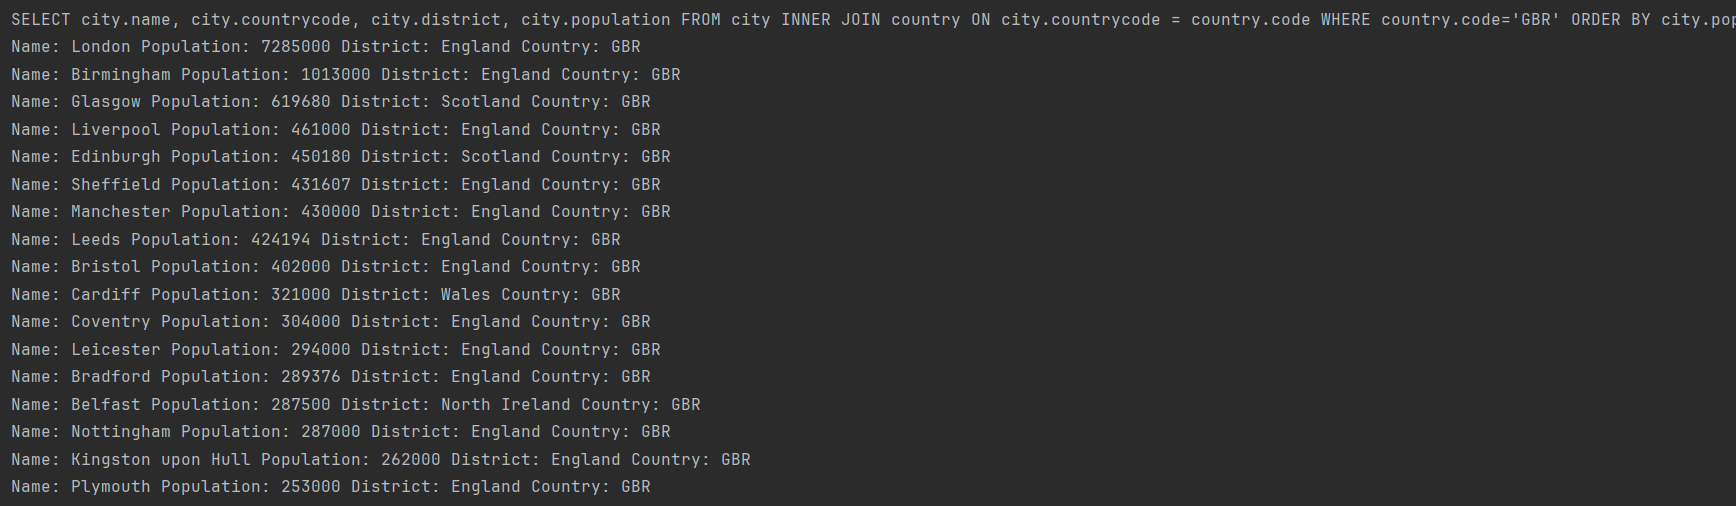 SELECT city.name, city.countrycode, city.district, city.population FROM city INNER JOIN country ON city.countrycode = country.code WHERE country.code='GBR' ORDER BY city.pop
Name: London Population: 7285000 District: England Country: GBR
Name: Birmingham Population: 1013000 District: England Country: GBR
Name: Glasgow Population: 619680 District: Scotland Country: GBR
Name: Liverpool Population: 461000 District: England Country: GBR
Name: Edinburgh Population: 450180 District: Scotland Country: GBR
Name: Sheffield Population: 431607 District: England Country: GBR
Name: Manchester Population: 430000 District: England Country: GBR
Name: Leeds Population: 424194 District: England Country: GBR
Name: Bristol Population: 402000 District: England Country: GBR
Name: Cardiff Population: 321000 District: Wales Country: GBR
Name: Coventry Population: 304000 District: England Country: GBR
Name: Leicester Population: 294000 District: England Country: GBR
Name: Bradford Population: 289376 District: England Country: GBR
Name: Belfast Population: 287500 District: North Ireland Country: GBR
Name: Nottingham Population: 287000 District: England Country: GBR
Name: Kingston upon Hull Population: 262000 District: England Country: GBR
Name: Plymouth Population: 253000 District: England Country: GBR